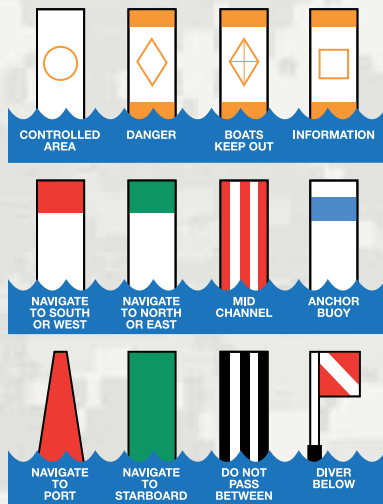 CONTROLLED
AREA
DANGER
BOATS
KEEP OUT
INFORMATION
NAVIGATE
TO SOUTH
OR WEST
NAVIGATE
TO NORTH
OR EAST
MID
CHANNEL
ANCHOR
BUOY
NAVIGATE
TO
PORT
NAVIGATE
TO
STARBOARD
DO NOT
PASS
BETWEEN
DIVER
BELOW